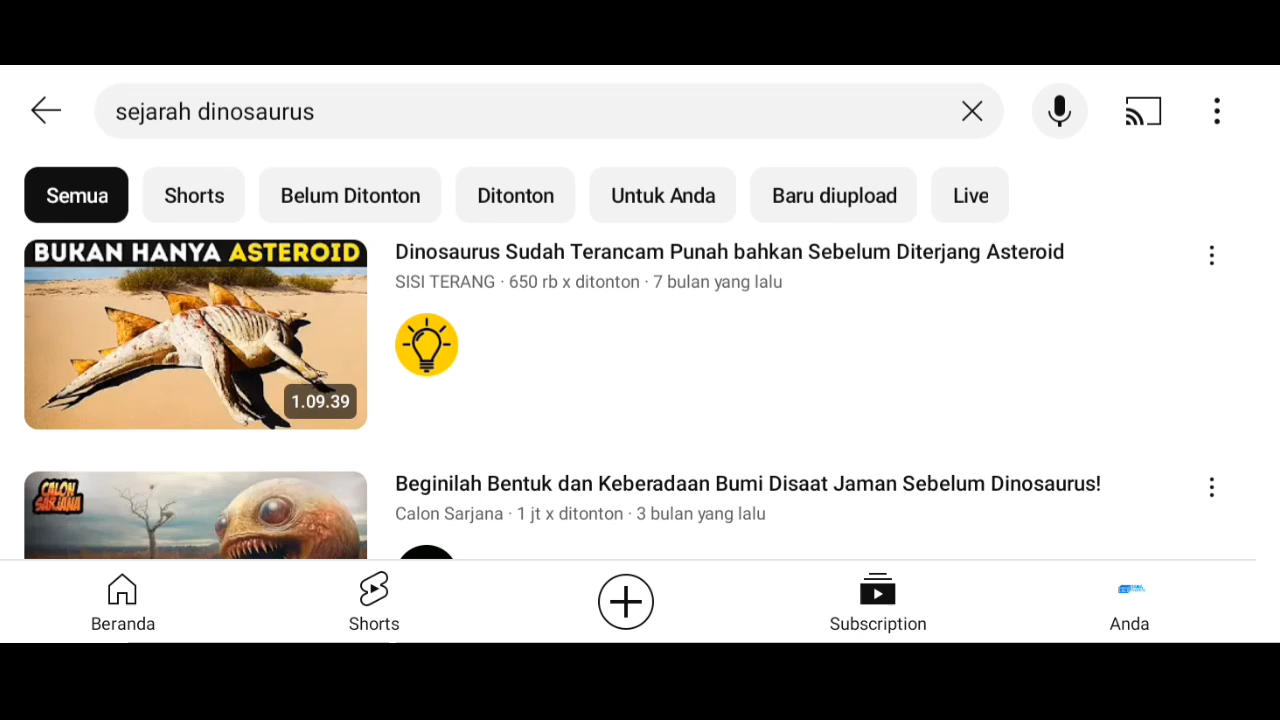 sejarah dinosaurus
Semua
Shorts
Belum Ditonton
Ditonton
Untuk Anda
Baru diupload
Live
BUKAN HANYA ASTEROID
1.09.39
Dinosaurus Sudah Terancam Punah bahkan Sebelum Diterjang Asteroid
SISI TERANG · 650 rb x ditonton · 7 bulan yang lalu
CALON
SARJANA
Beginilah Bentuk dan Keberadaan Bumi Disaat Jaman Sebelum Dinosaurus!
Calon Sarjana · 1 jt x ditonton · 3 bulan yang lalu
Beranda
Shorts
Subscription
Anda